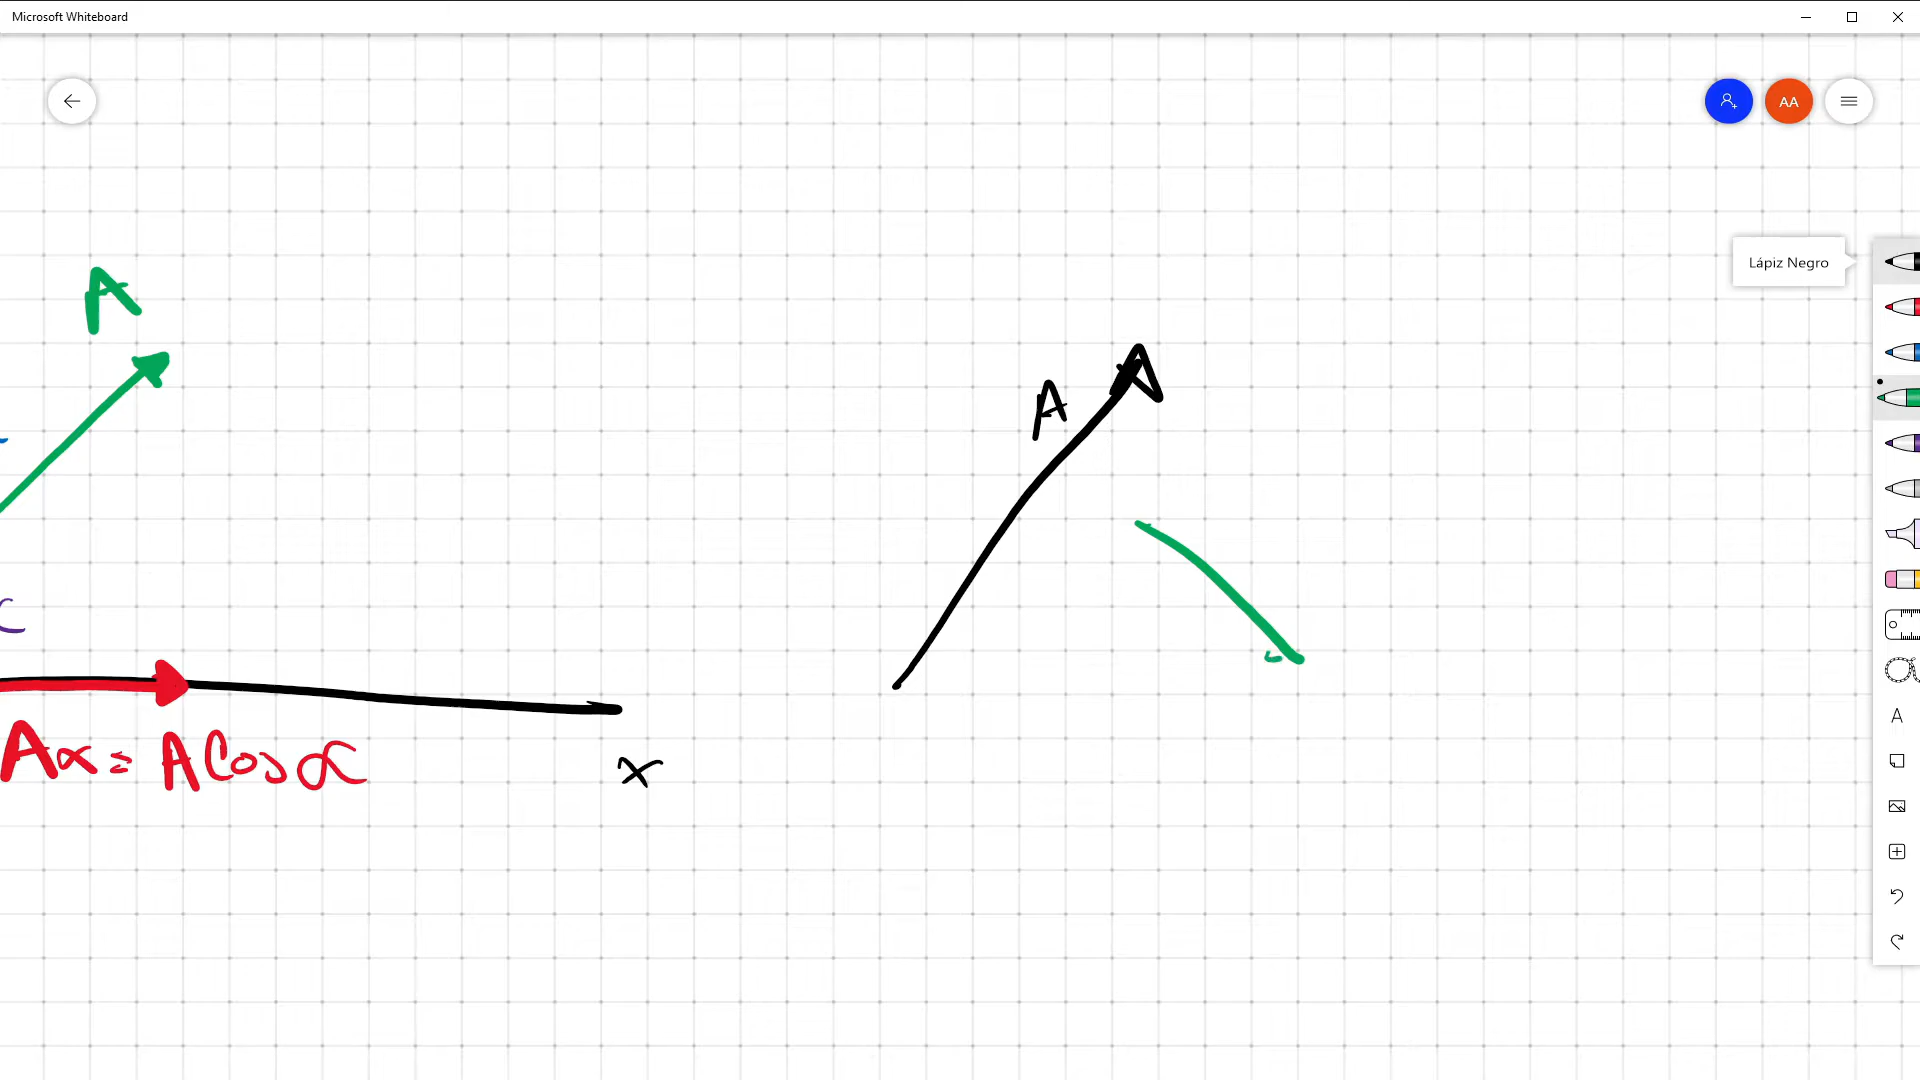 Microsoft Whiteboard
AA
Lápiz Negro
A
A
Ax = A Cos α
x
A